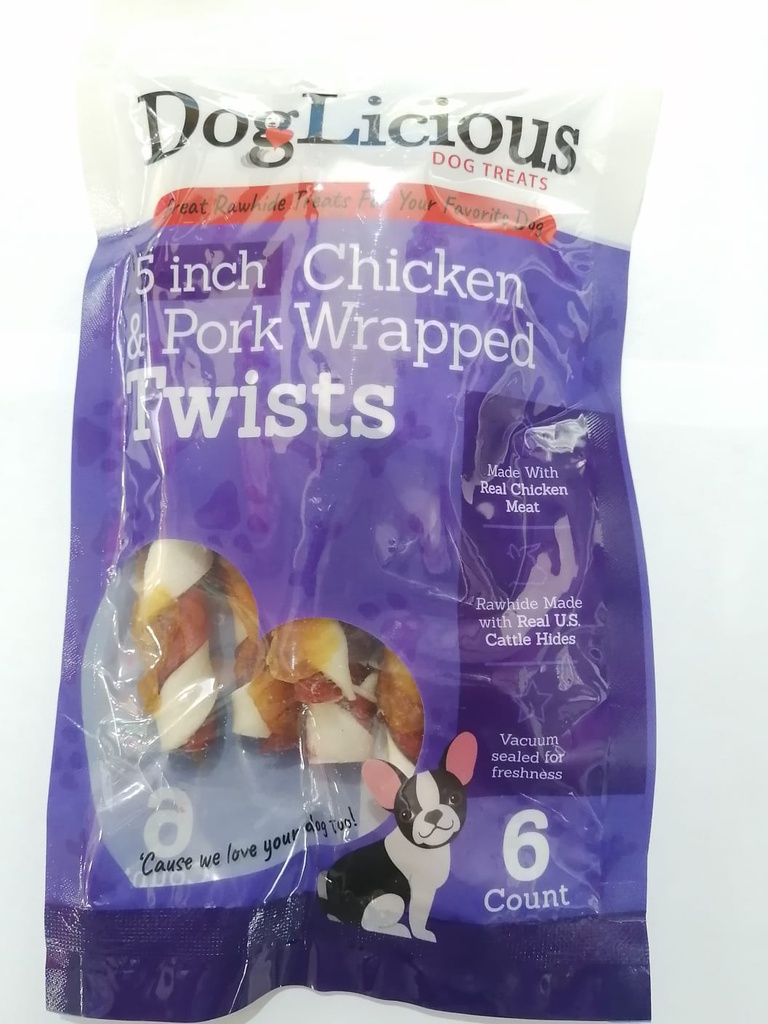 DogLicious
DOG TREATS
Great Rawhide Treats For Your Favorite Dog
5 inch Chicken
& Pork Wrapped
Twists
Made With
Real Chicken
Meat
Rawhide Made
with Real U.S.
Cattle Hides
Vacuum
sealed for
freshness
6
'Cause we love your dog too!
6
Count